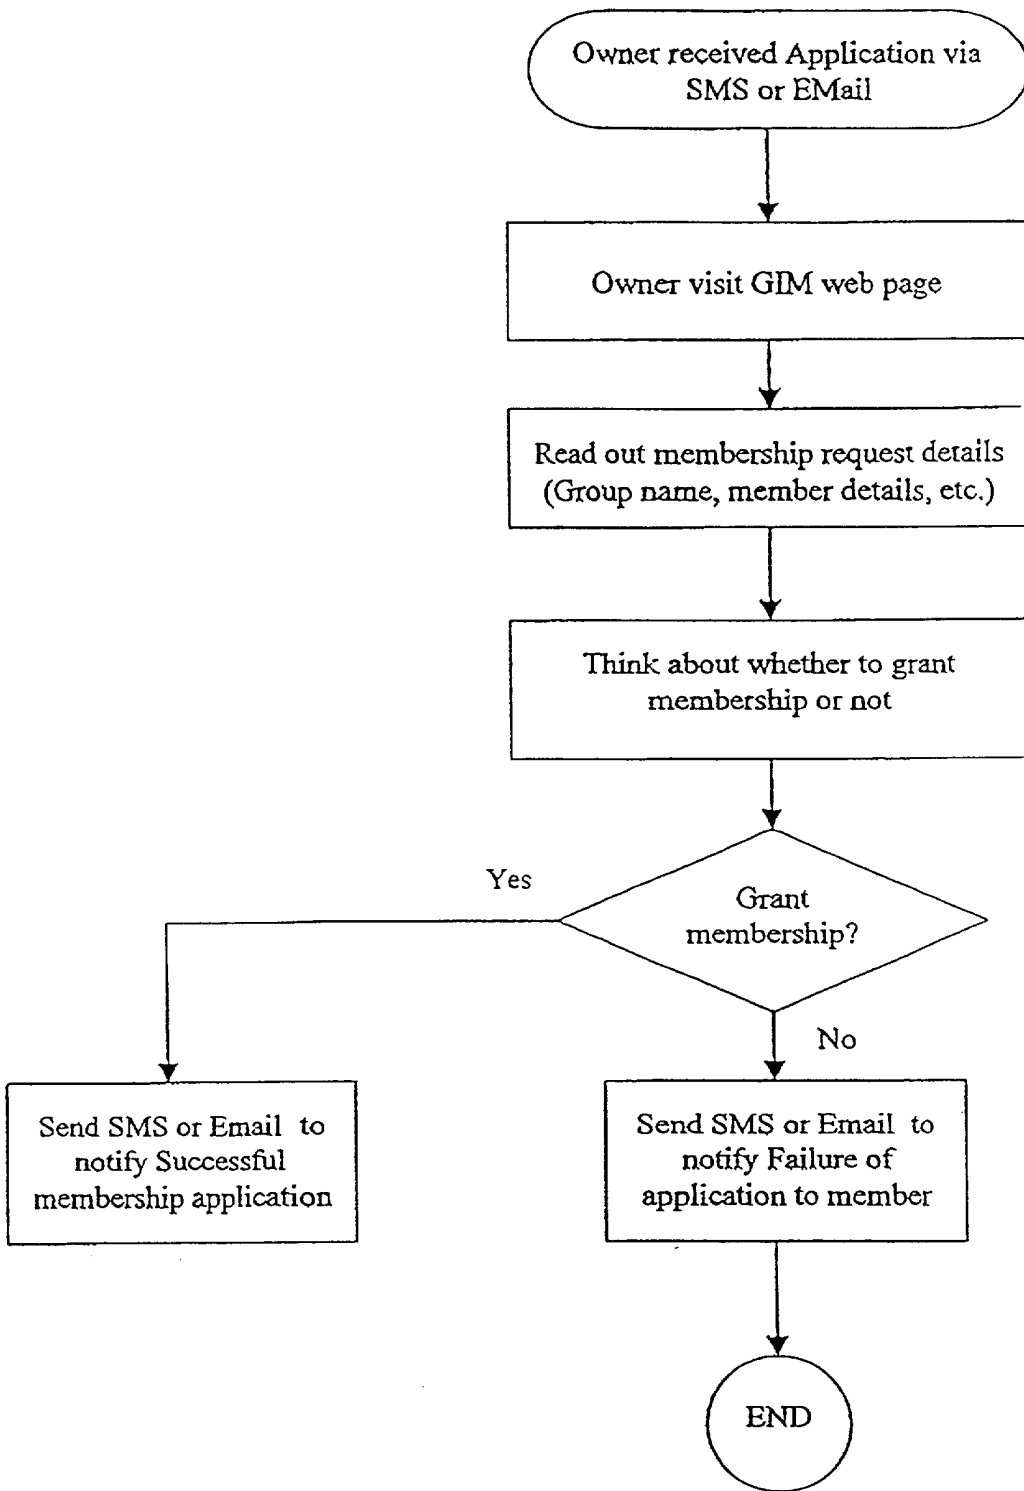 Owner received Application via
SMS or EMail
Owner visit GIM web page
Read out membership request details
(Group name, member details, etc.)
Think about whether to grant
membership or not
Grant
membership?
Yes
No
Send SMS or Email to
notify Successful
membership application
Send SMS or Email to
notify Failure of
application to member
END